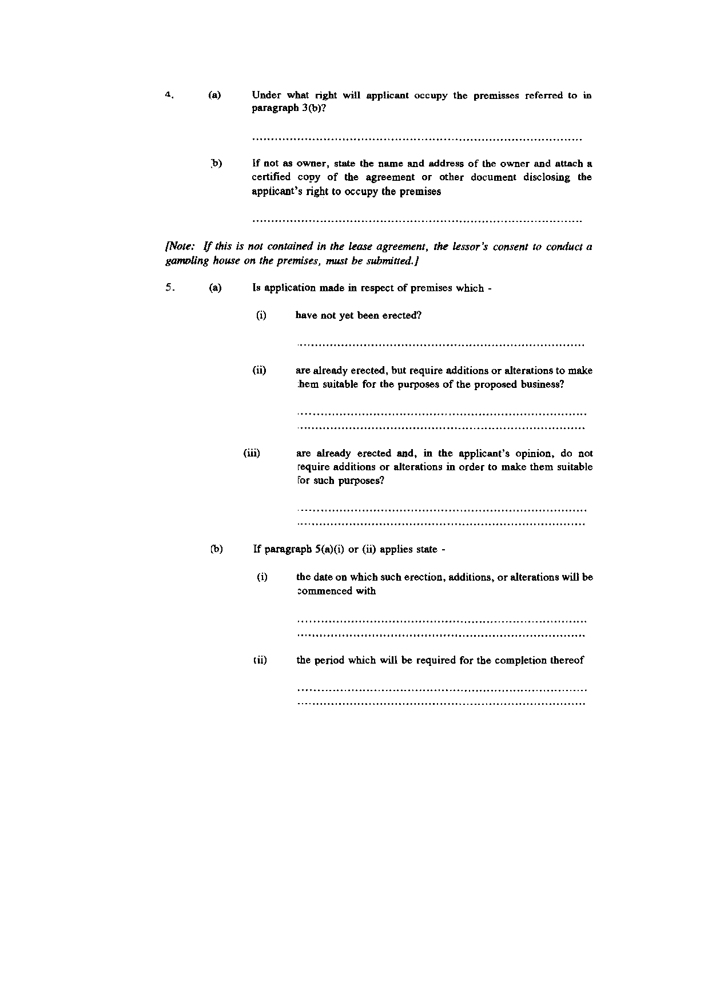 4. (a) Under what right will applicant occupy the premisses referred to in
paragraph 3(b)?
........................................................................................
(b) If not as owner, state the name and address of the owner and attach a
certified copy of the agreement or other document disclosing the
applicant's right to occupy the premises
........................................................................................
[Note: If this is not contained in the lease agreement, the lessor's consent to conduct a
gambling house on the premises, must be submitted.]
5. (a) Is application made in respect of premises which -
(i) have not yet been erected?
.............................................................................
(ii) are already erected, but require additions or alterations to make
them suitable for the purposes of the proposed business?
.............................................................................
.............................................................................
(iii) are already erected and, in the applicant's opinion, do not
require additions or alterations in order to make them suitable
for such purposes?
.............................................................................
.............................................................................
(b) If paragraph 5(a)(i) or (ii) applies state -
(i) the date on which such erection, additions, or alterations will be
commenced with
.............................................................................
.............................................................................
(ii) the period which will be required for the completion thereof
.............................................................................
.............................................................................